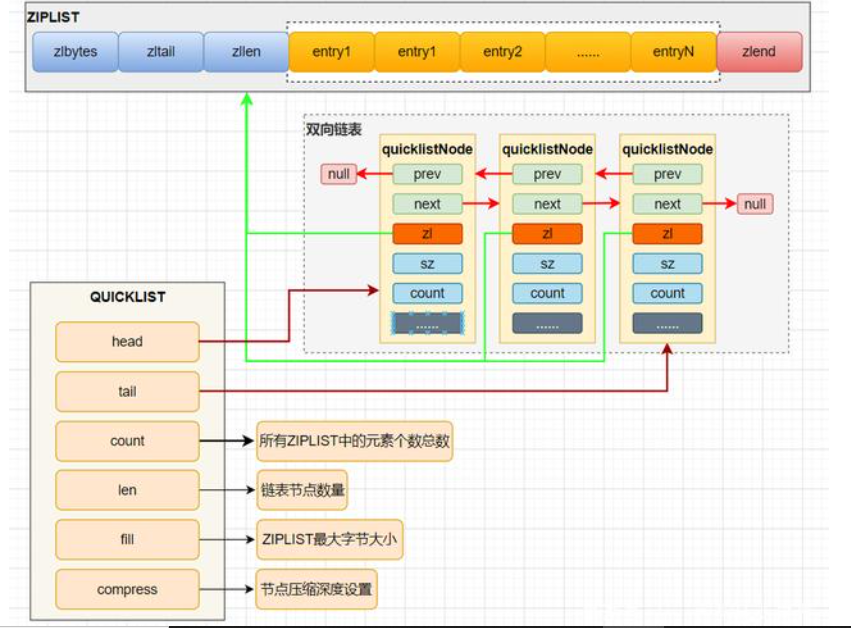 ZIPLIST
zlbytes zltail zllen entry1 entry1 entry2 ...... entryN zlend
双向链表
quicklistNode quicklistNode quicklistNode
null prev prev prev
next next next null
zl zl zl
sz sz sz
count count count
...... ...... ......
QUICKLIST
head
tail
count 所有ZIPLIST中的元素个数总数
len 链表节点数量
fill ZIPLIST最大字节大小
compress 节点压缩深度设置